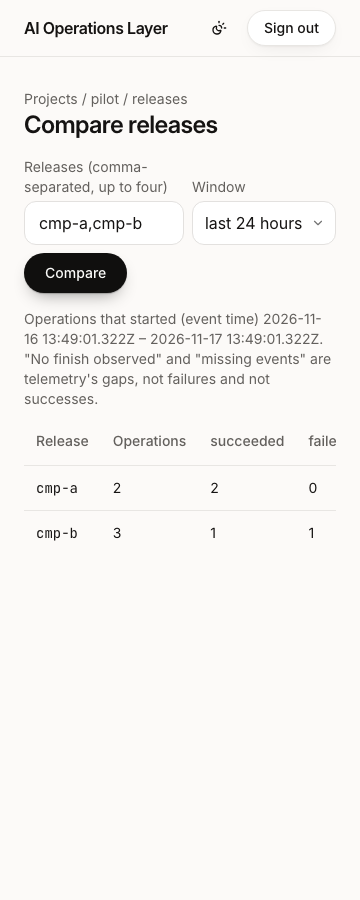 AI Operations Layer
Sign out
Projects / pilot / releases
Compare releases
Releases (comma-
separated, up to four)
Window
cmp-a,cmp-b
last 24 hours
Compare
Operations that started (event time) 2026-11-
16 13:49:01.322Z – 2026-11-17 13:49:01.322Z.
"No finish observed" and "missing events" are
telemetry's gaps, not failures and not
successes.
Release Operations succeeded faile
cmp-a 2 2 0
cmp-b 3 1 1